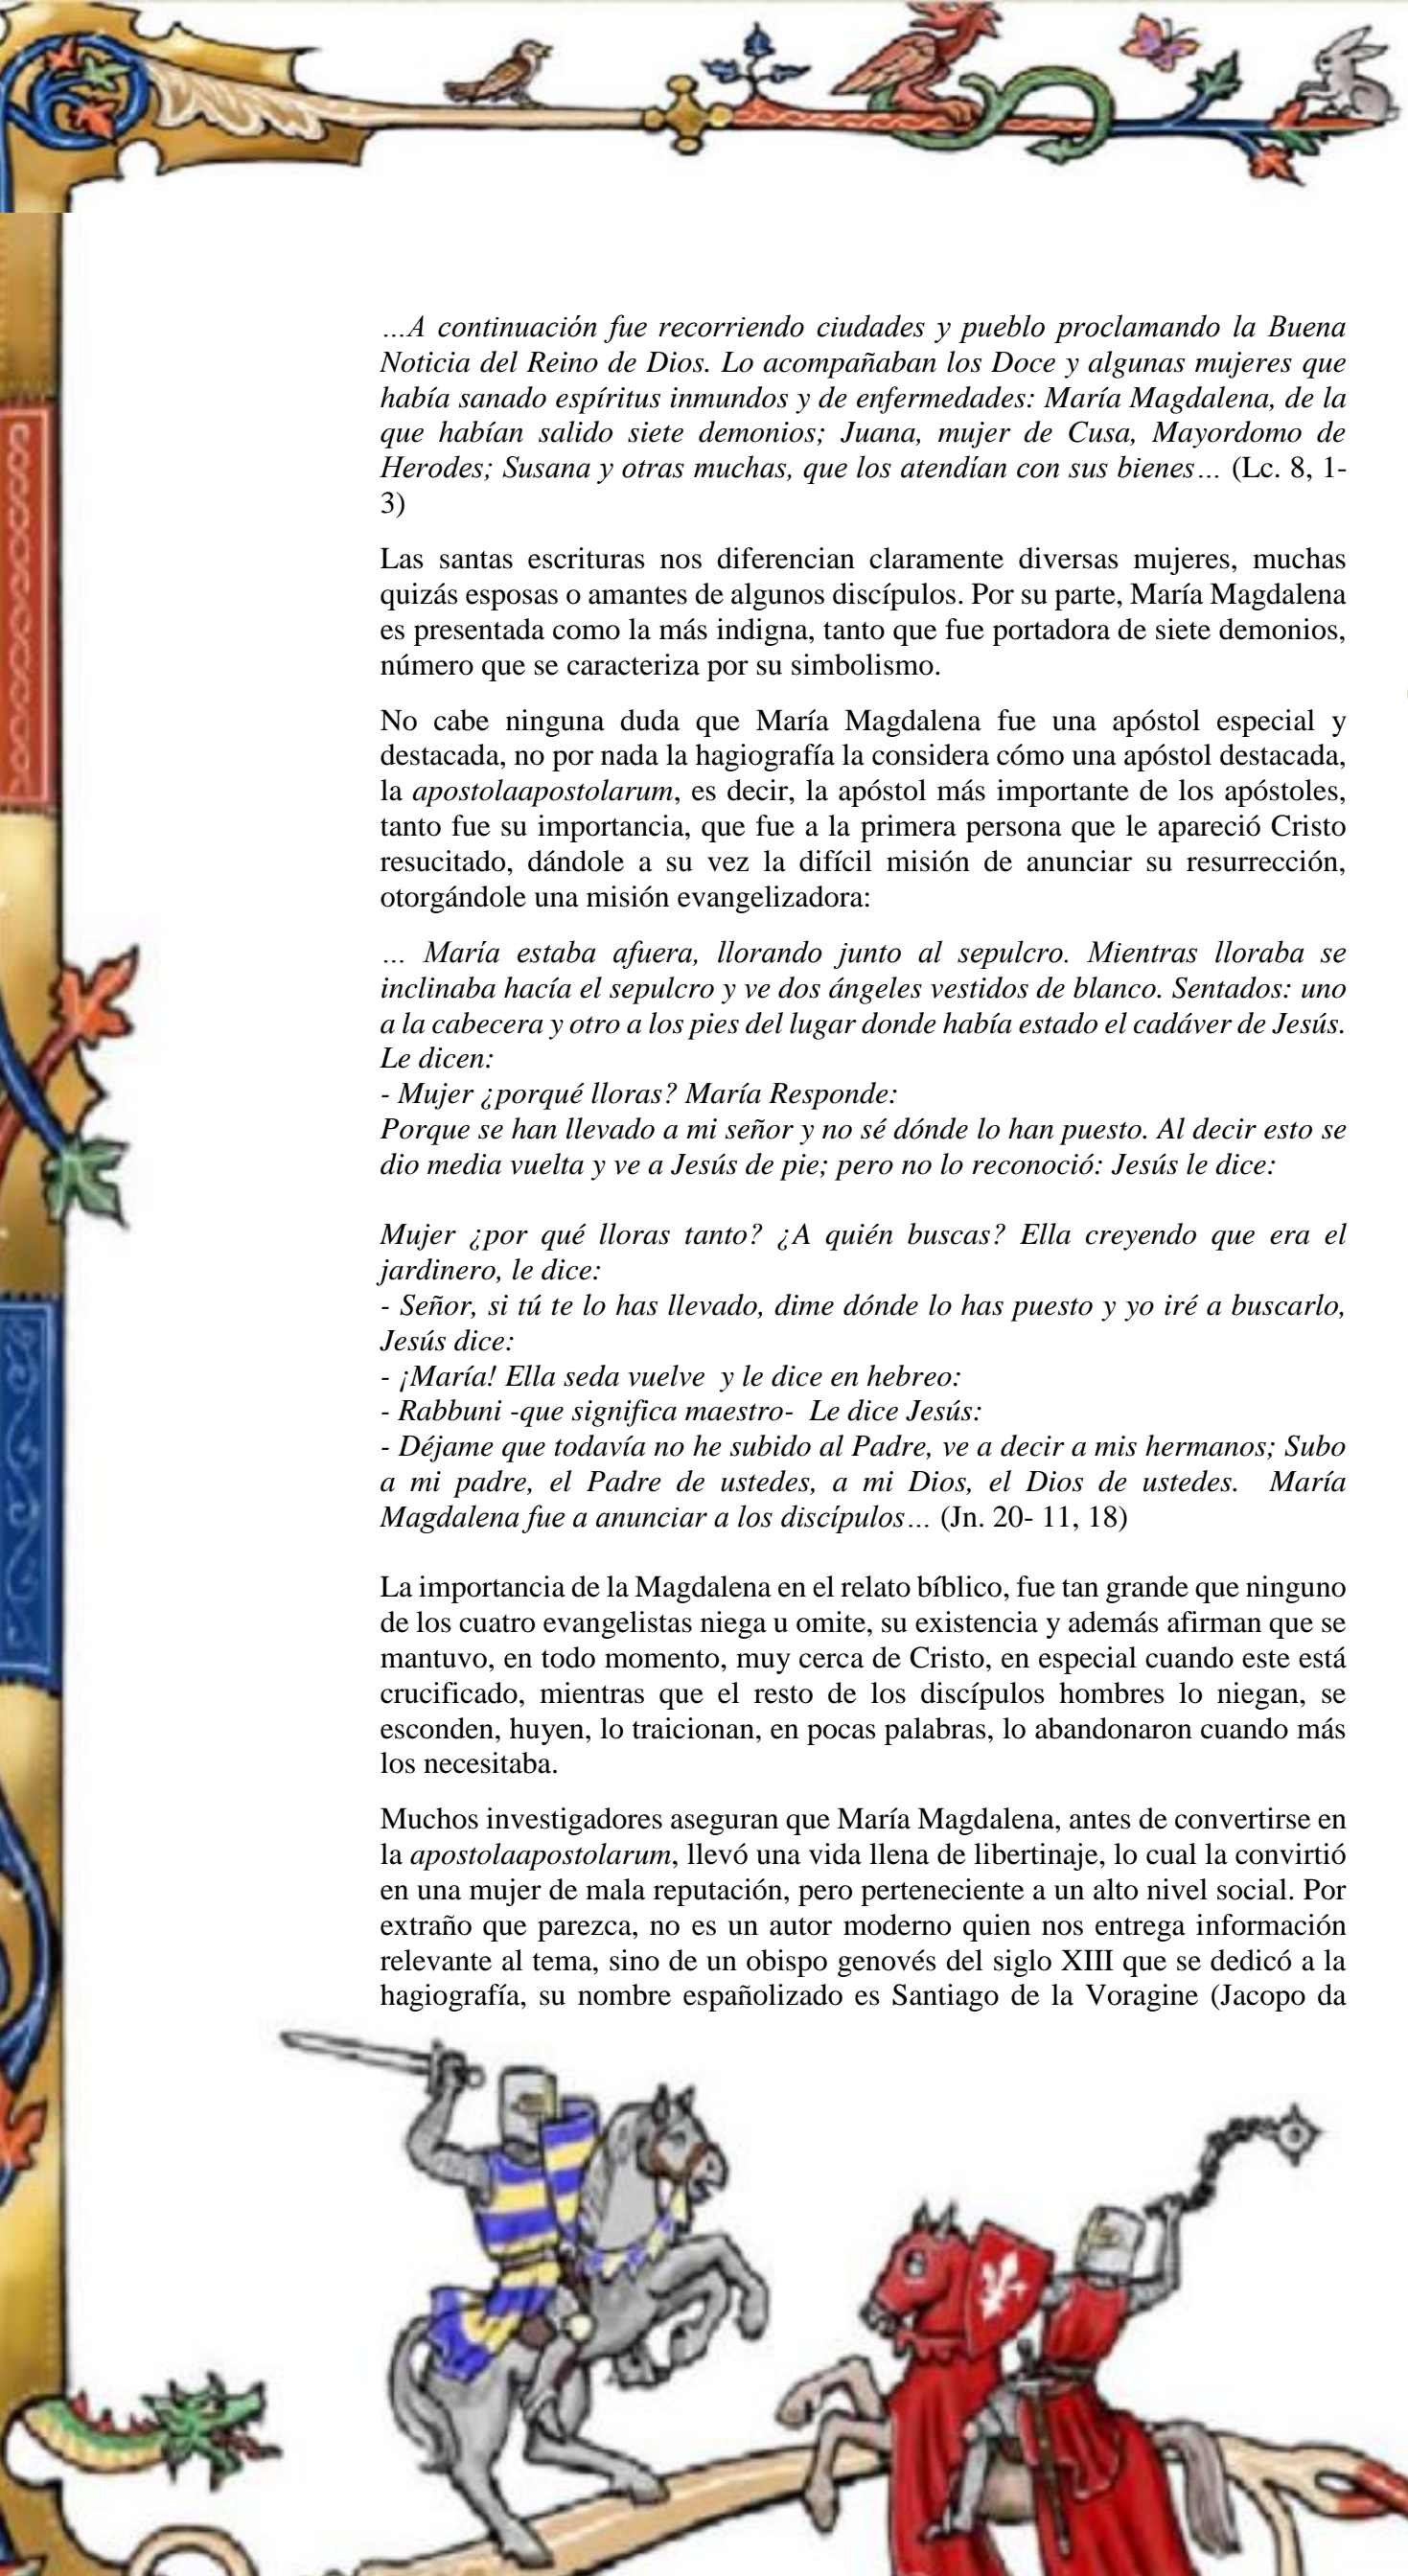 …A continuación fue recorriendo ciudades y pueblo proclamando la Buena
Noticia del Reino de Dios. Lo acompañaban los Doce y algunas mujeres que
había sanado espíritus inmundos y de enfermedades: María Magdalena, de la
que habían salido siete demonios; Juana, mujer de Cusa, Mayordomo de
Herodes; Susana y otras muchas, que los atendían con sus bienes… (Lc. 8, 1-
3)
Las santas escrituras nos diferencian claramente diversas mujeres, muchas
quizás esposas o amantes de algunos discípulos. Por su parte, María Magdalena
es presentada como la más indigna, tanto que fue portadora de siete demonios,
número que se caracteriza por su simbolismo.
No cabe ninguna duda que María Magdalena fue una apóstol especial y
destacada, no por nada la hagiografía la considera cómo una apóstol destacada,
la apostolaapostolarum, es decir, la apóstol más importante de los apóstoles,
tanto fue su importancia, que fue a la primera persona que le apareció Cristo
resucitado, dándole a su vez la difícil misión de anunciar su resurrección,
otorgándole una misión evangelizadora:
… María estaba afuera, llorando junto al sepulcro. Mientras lloraba se
inclinaba hacía el sepulcro y ve dos ángeles vestidos de blanco. Sentados: uno
a la cabecera y otro a los pies del lugar donde había estado el cadáver de Jesús.
Le dicen:
- Mujer ¿porqué lloras? María Responde:
Porque se han llevado a mi señor y no sé dónde lo han puesto. Al decir esto se
dio media vuelta y ve a Jesús de pie; pero no lo reconoció: Jesús le dice:
Mujer ¿por qué lloras tanto? ¿A quién buscas? Ella creyendo que era el
jardinero, le dice:
- Señor, si tú te lo has llevado, dime dónde lo has puesto y yo iré a buscarlo,
Jesús dice:
- ¡María! Ella seda vuelve  y le dice en hebreo:
- Rabbuni -que significa maestro-  Le dice Jesús:
- Déjame que todavía no he subido al Padre, ve a decir a mis hermanos; Subo
a mi padre, el Padre de ustedes, a mi Dios, el Dios de ustedes.  María
Magdalena fue a anunciar a los discípulos… (Jn. 20- 11, 18)
La importancia de la Magdalena en el relato bíblico, fue tan grande que ninguno
de los cuatro evangelistas niega u omite, su existencia y además afirman que se
mantuvo, en todo momento, muy cerca de Cristo, en especial cuando este está
crucificado, mientras que el resto de los discípulos hombres lo niegan, se
esconden, huyen, lo traicionan, en pocas palabras, lo abandonaron cuando más
los necesitaba.
Muchos investigadores aseguran que María Magdalena, antes de convertirse en
la apostolaapostolarum, llevó una vida llena de libertinaje, lo cual la convirtió
en una mujer de mala reputación, pero perteneciente a un alto nivel social. Por
extraño que parezca, no es un autor moderno quien nos entrega información
relevante al tema, sino de un obispo genovés del siglo XIII que se dedicó a la
hagiografía, su nombre españolizado es Santiago de la Voragine (Jacopo da